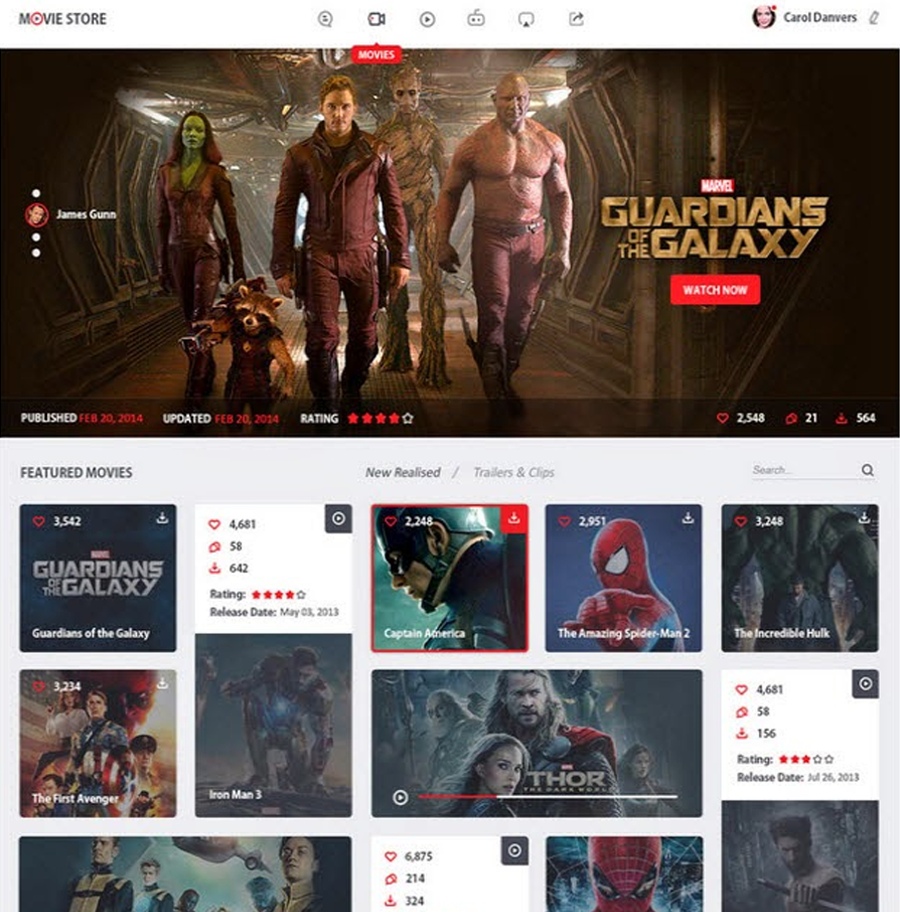 MOVIE STORE
Carol Danvers
MOVIES
James Gunn
MARVEL
GUARDIANS
OF THE GALAXY
WATCH NOW
PUBLISHED FEB 20, 2014 UPDATED FEB 20, 2014 RATING
2,548 21 564
FEATURED MOVIES
New Realised / Trailers & Clips
Search...
3,542
MARVEL
GUARDIANS
OF THE GALAXY
Guardians of the Galaxy
4,681
58
642
Rating:
Release Date: May 03, 2013
Iron Man 3
2,248
Captain America
2,951
The Amazing Spider-Man 2
3,248
The Incredible Hulk
3,234
The First Avenger
MARVEL
THOR
THE DARK WORLD
4,681
58
156
Rating:
Release Date: Jul 26, 2013
6,875
214
324